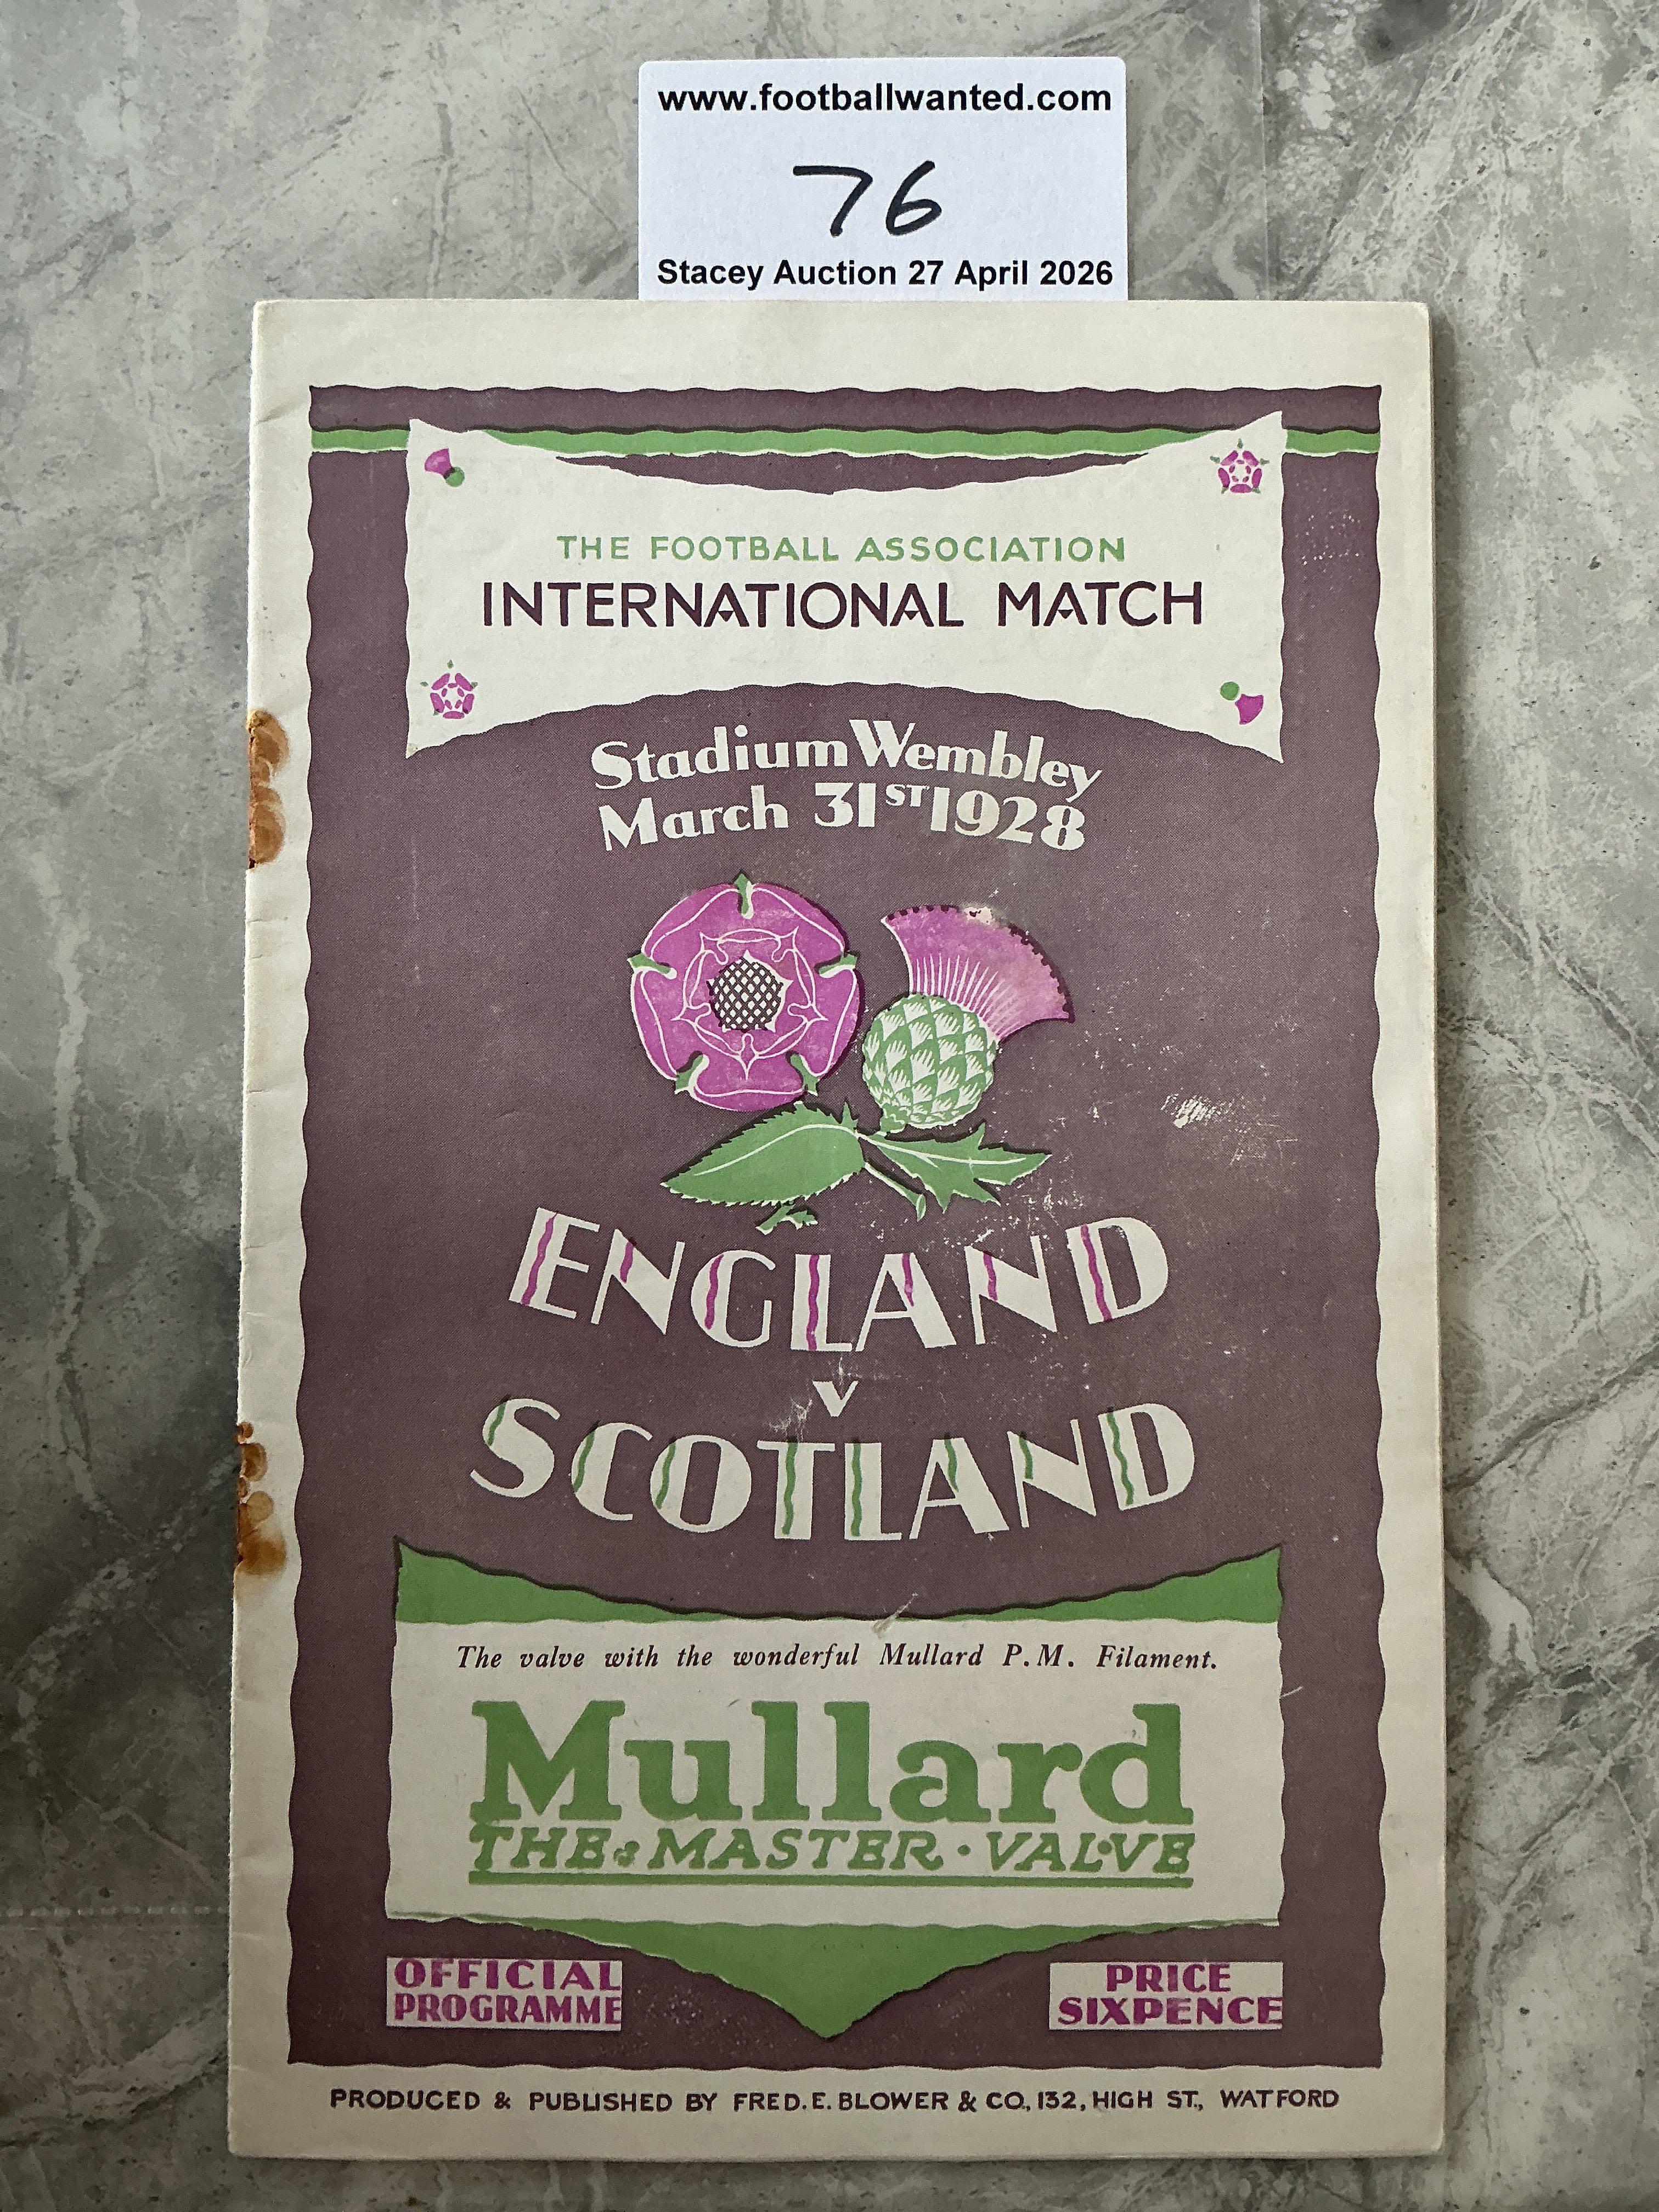 www.footballwanted.com
76
Stacey Auction 27 April 2026
THE FOOTBALL ASSOCIATION
INTERNATIONAL MATCH
Stadium Wembley
March 31ST 1928
ENGLAND
v
SCOTLAND
The valve with the wonderful Mullard P.M. Filament.
Mullard
THE·MASTER·VALVE
OFFICIAL
PROGRAMME
PRICE
SIXPENCE
PRODUCED & PUBLISHED BY FRED. E. BLOWER & CO., 132, HIGH ST., WATFORD